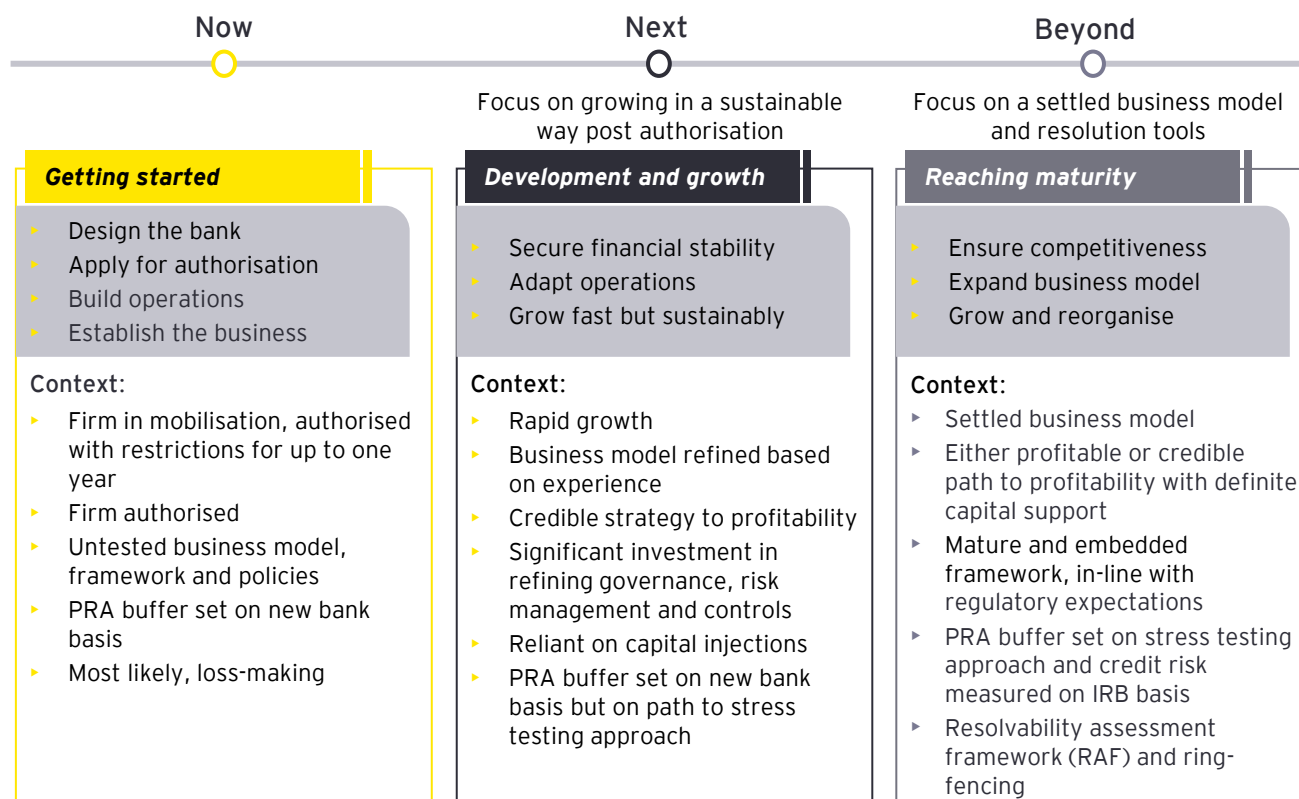 Now
Next
Beyond
Focus on growing in a sustainable
way post authorisation
Focus on a settled business model
and resolution tools
Getting started
Design the bank
Apply for authorisation
Build operations
Establish the business
Context:
Firm in mobilisation, authorised
with restrictions for up to one
year
Firm authorised
Untested business model,
framework and policies
PRA buffer set on new bank
basis
Most likely, loss-making
Development and growth
Secure financial stability
Adapt operations
Grow fast but sustainably
Context:
Rapid growth
Business model refined based
on experience
Credible strategy to profitability
Significant investment in
refining governance, risk
management and controls
Reliant on capital injections
PRA buffer set on new bank
basis but on path to stress
testing approach
Reaching maturity
Ensure competitiveness
Expand business model
Grow and reorganise
Context:
Settled business model
Either profitable or credible
path to profitability with definite
capital support
Mature and embedded
framework, in-line with
regulatory expectations
PRA buffer set on stress testing
approach and credit risk
measured on IRB basis
Resolvability assessment
framework (RAF) and ring-
fencing